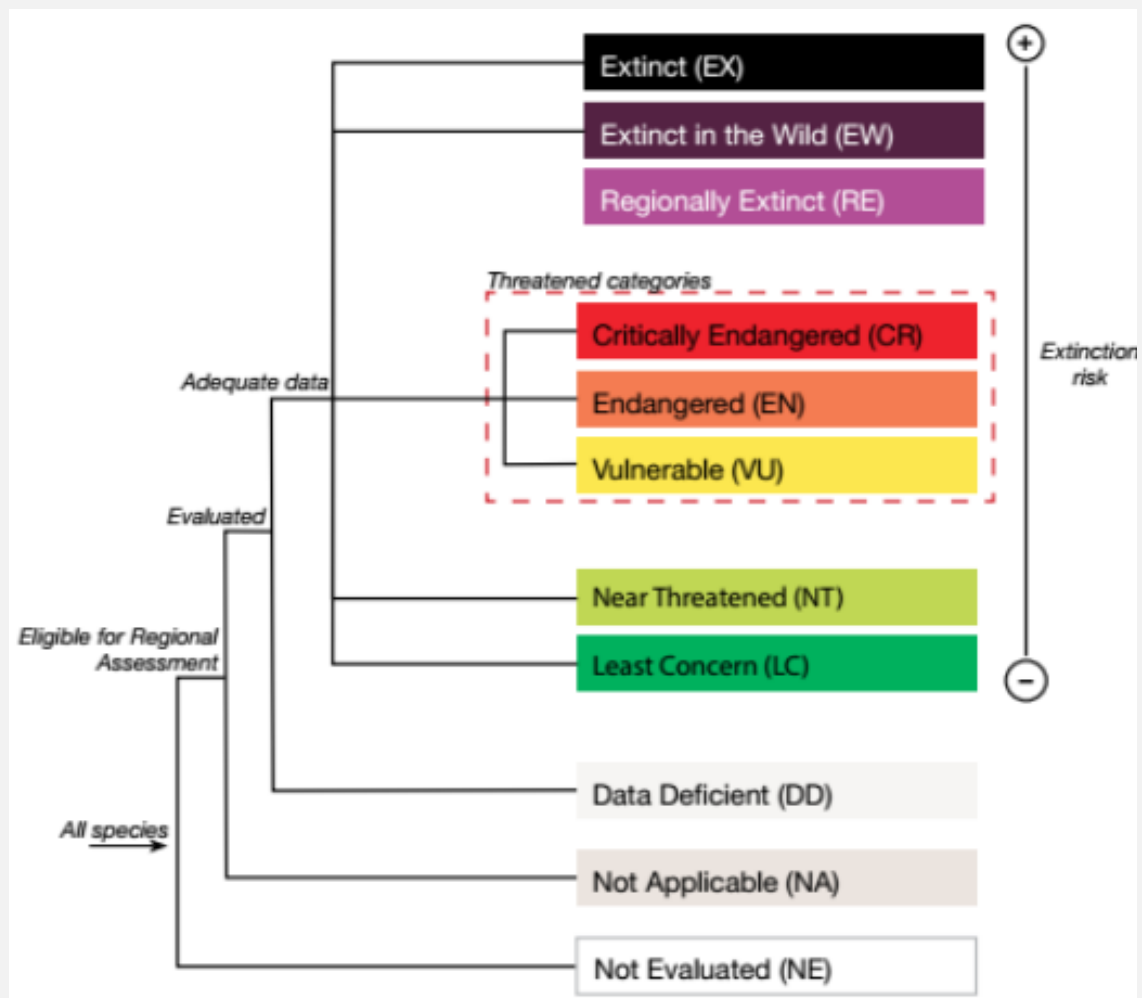 Extinct (EX)
+
Extinct in the Wild (EW)
Regionally Extinct (RE)
Threatened categories
Critically Endangered (CR)
Extinction
risk
Adequate data
Endangered (EN)
Vulnerable (VU)
Evaluated
Near Threatened (NT)
Eligible for Regional
Assessment
Least Concern (LC)
−
Data Deficient (DD)
All species
Not Applicable (NA)
Not Evaluated (NE)